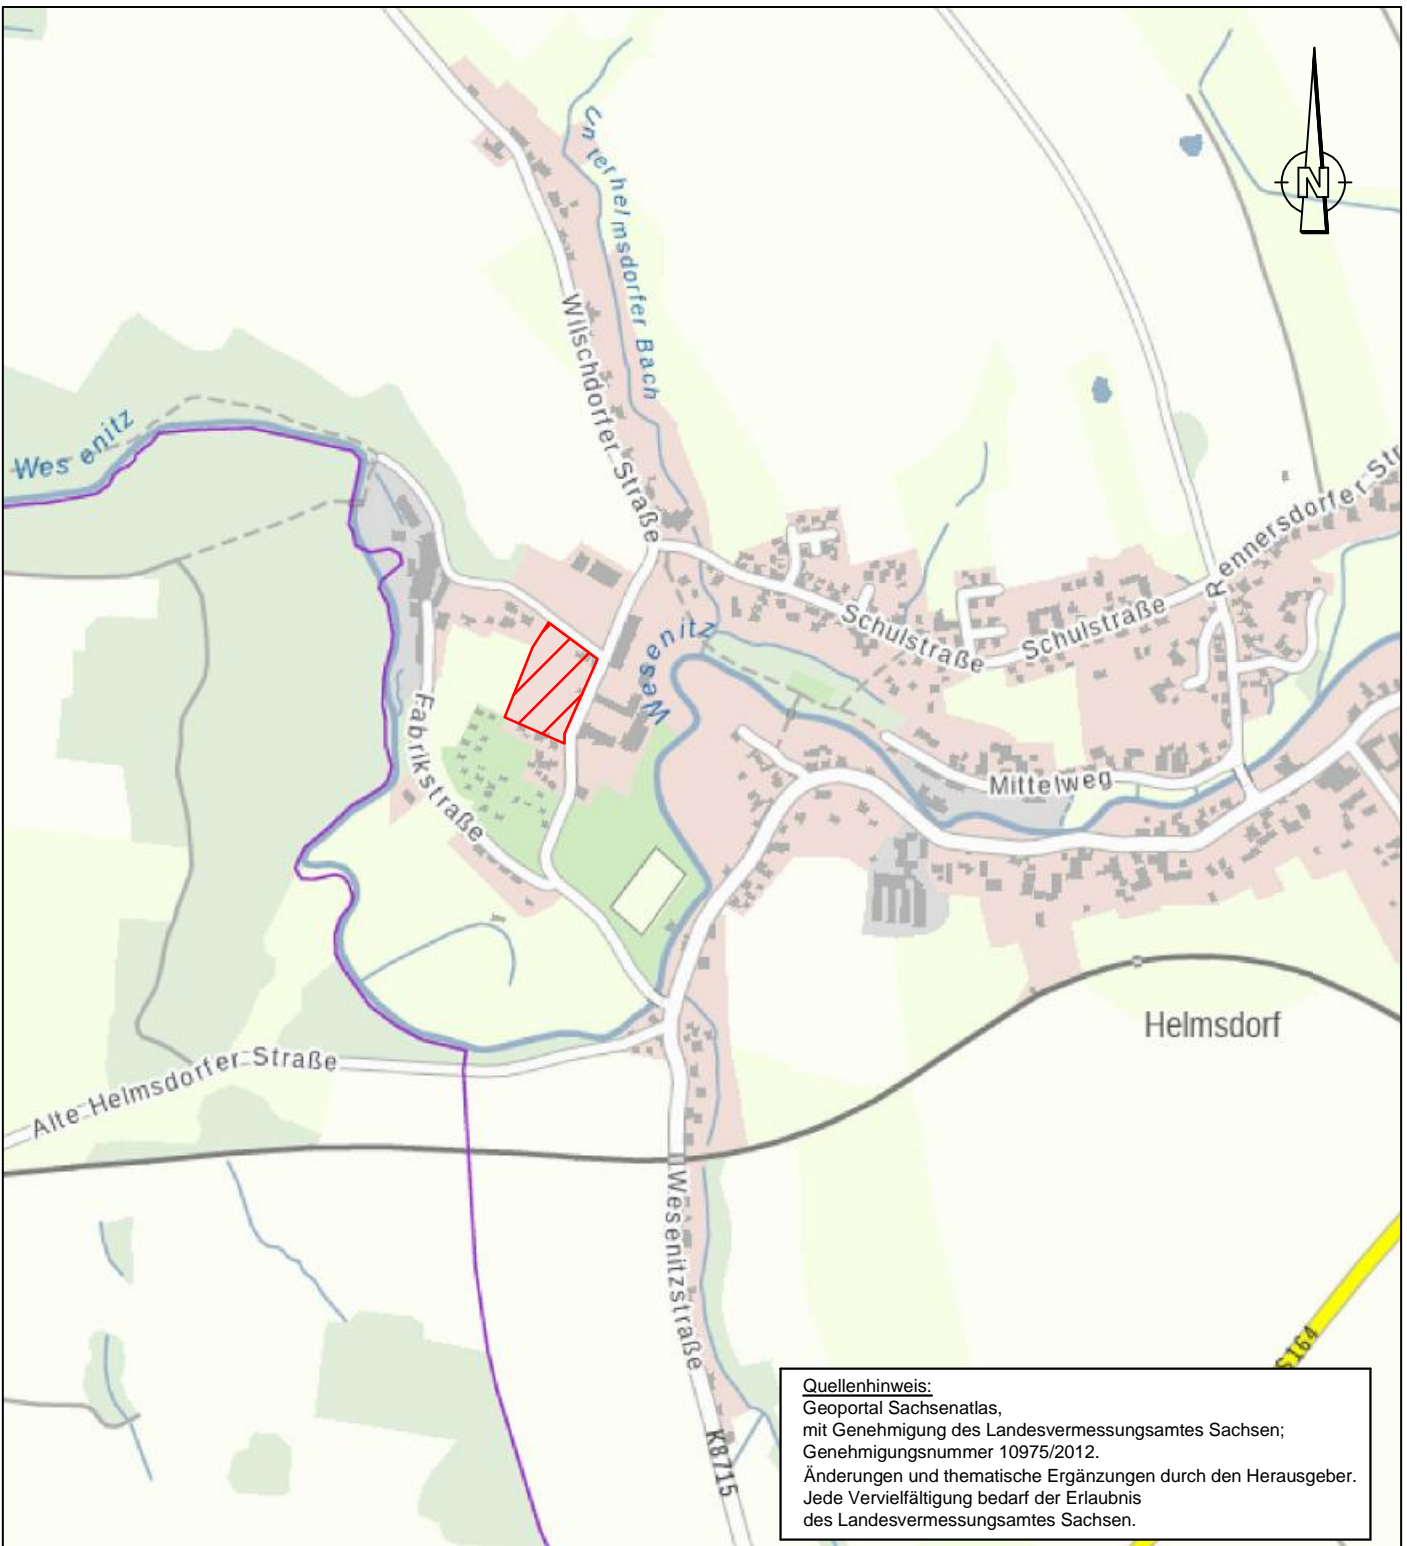 N
Unterhelmsdorfer Bach
Wilschdorfer Straße
Wesenitz
Rennersdorfer Str
Schulstraße
Schulstraße
Wesenitz
Fabrikstraße
Mittelweg
Helmsdorf
Alte Helmsdorfer Straße
Wesenitzstraße
S164
K8715
Quellenhinweis:
Geoportal Sachsenatlas,
mit Genehmigung des Landesvermessungsamtes Sachsen;
Genehmigungsnummer 10975/2012.
Änderungen und thematische Ergänzungen durch den Herausgeber.
Jede Vervielfältigung bedarf der Erlaubnis
des Landesvermessungsamtes Sachsen.